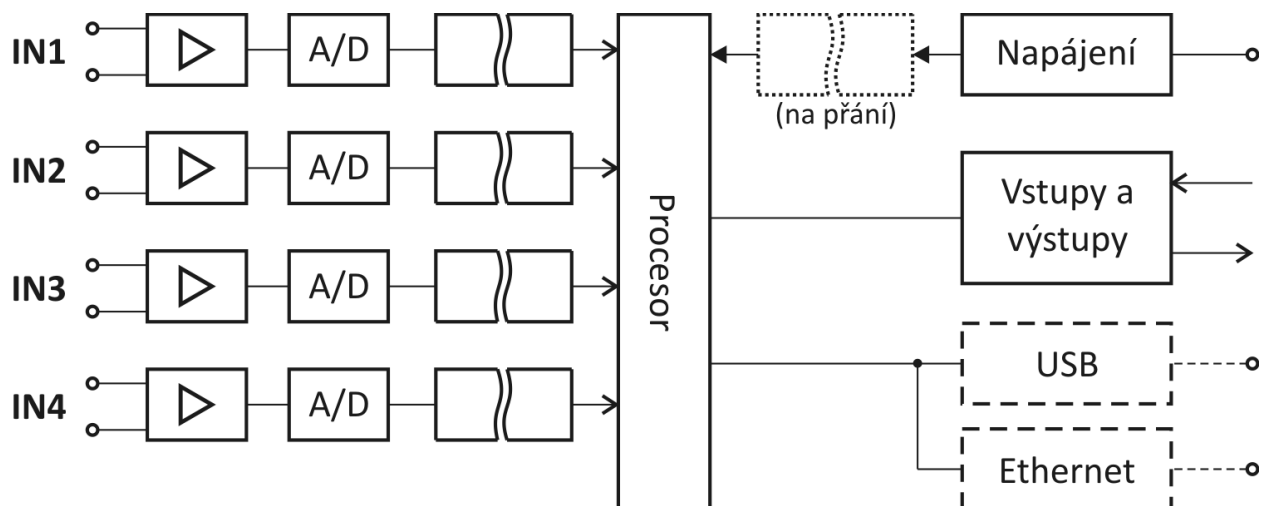 IN1
A/D
Napájení
(na přání)
IN2
A/D
Procesor
Vstupy a
výstupy
IN3
A/D
USB
IN4
A/D
Ethernet